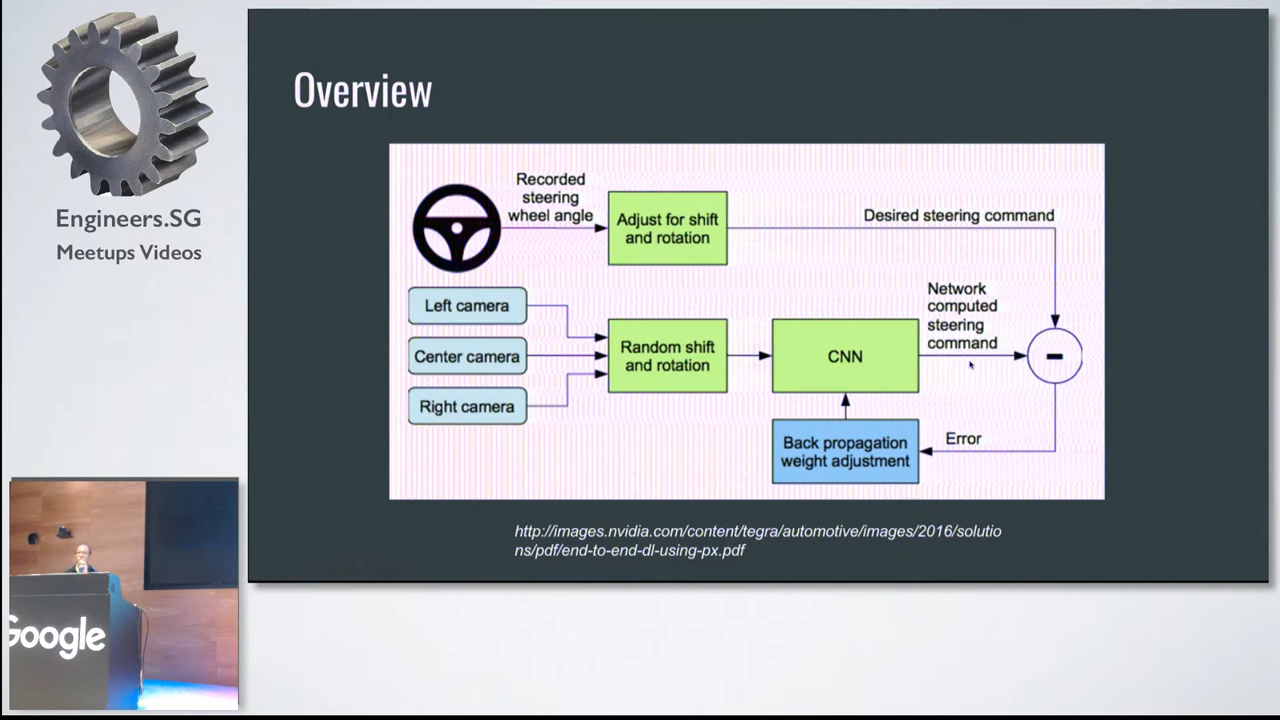 Engineers.SG
Meetups Videos
Overview
Recorded
steering
wheel angle
Adjust for shift
and rotation
Desired steering command
Left camera
Center camera
Right camera
Random shift
and rotation
CNN
Network
computed
steering
command
-
Back propagation
weight adjustment
Error
http://images.nvidia.com/content/tegra/automotive/images/2016/solutio
ns/pdf/end-to-end-dl-using-px.pdf
Google